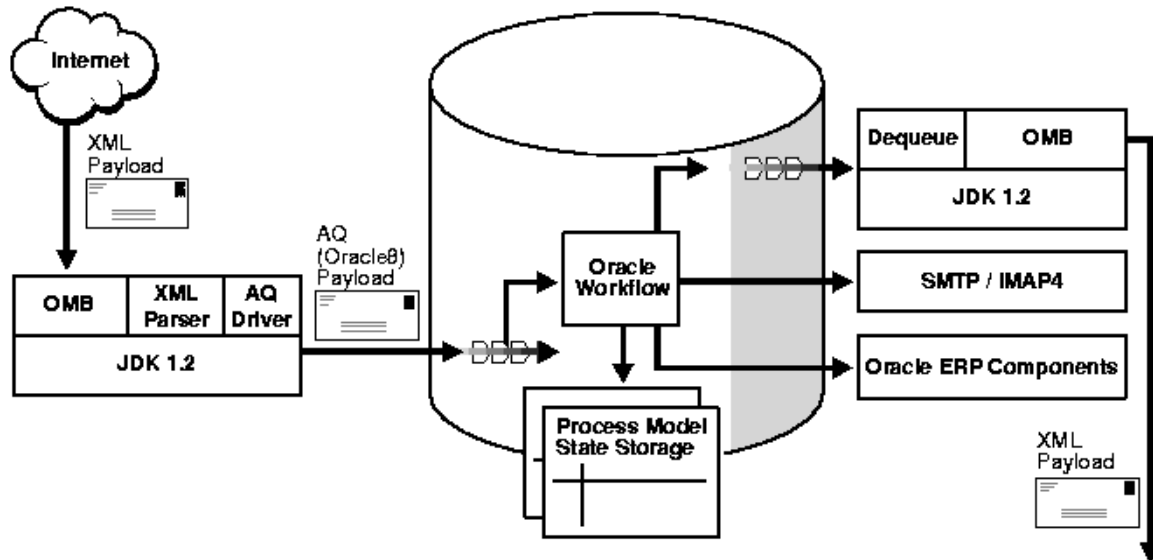 Internet
XML
Payload
OMB
XML
Parser
AQ
Driver
JDK 1.2
AQ
(Oracle8)
Payload
Oracle
Workflow
Process Model
State Storage
Dequeue
OMB
JDK 1.2
SMTP / IMAP4
Oracle ERP Components
XML
Payload